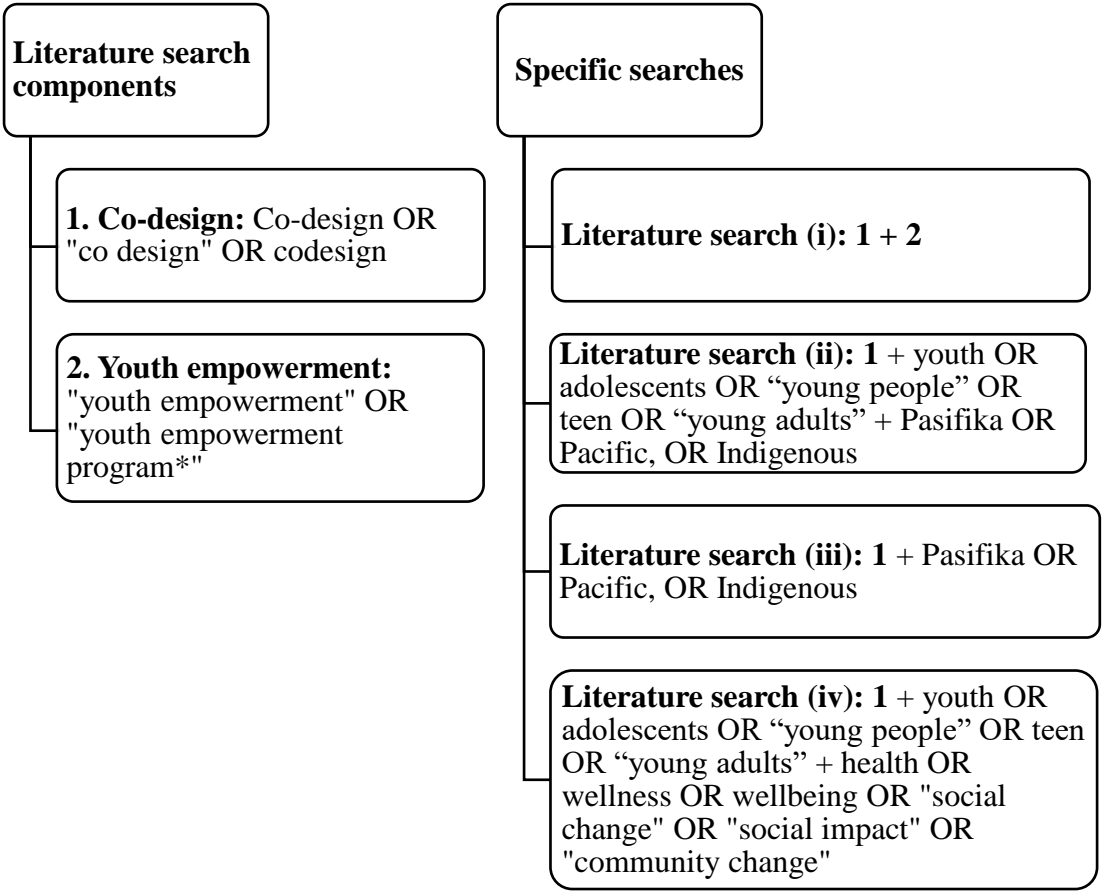 Literature search
components
1. Co-design: Co-design OR
"co design" OR codesign
2. Youth empowerment:
"youth empowerment" OR
"youth empowerment
program*"
Specific searches
Literature search (i): 1 + 2
Literature search (ii): 1 + youth OR
adolescents OR “young people” OR
teen OR “young adults” + Pasifika OR
Pacific, OR Indigenous
Literature search (iii): 1 + Pasifika OR
Pacific, OR Indigenous
Literature search (iv): 1 + youth OR
adolescents OR “young people” OR teen
OR “young adults” + health OR
wellness OR wellbeing OR "social
change" OR "social impact" OR
"community change"